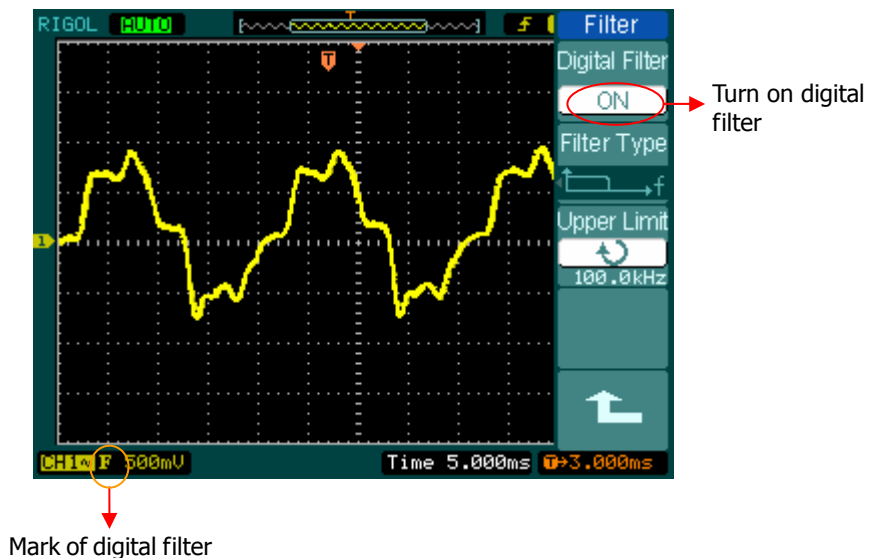 RIGOL AUTO T f Filter
T
Digital Filter
ON
Turn on digital
filter
Filter Type
f
Upper Limit
1
100.0kHz
CH1~ F 500mV Time 5.000ms T→3.000ms
Mark of digital filter